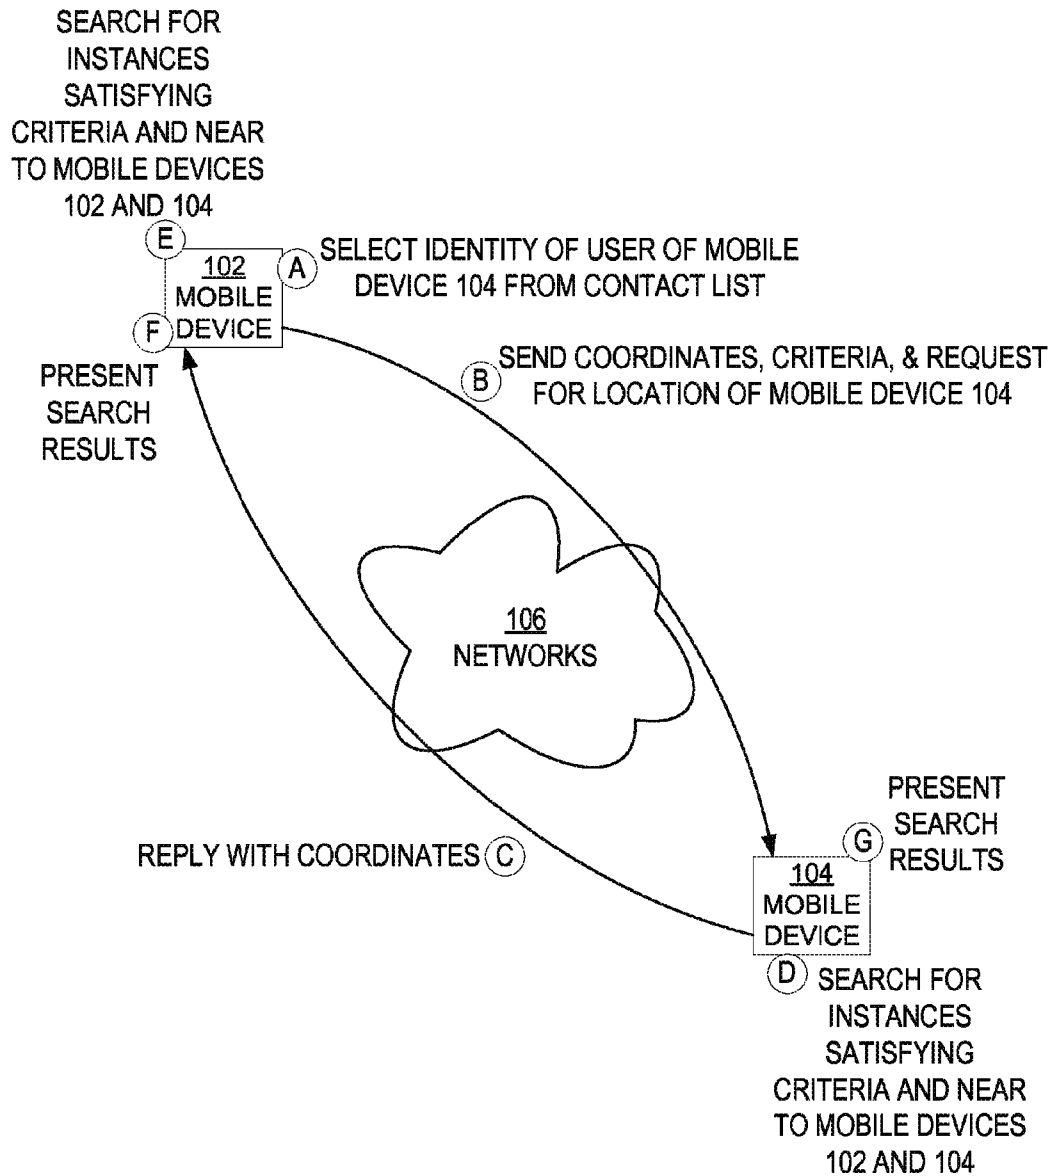 SEARCH FOR
INSTANCES
SATISFYING
CRITERIA AND NEAR
TO MOBILE DEVICES
102 AND 104
E
102
MOBILE
DEVICE
A
SELECT IDENTITY OF USER OF MOBILE
DEVICE 104 FROM CONTACT LIST
F
PRESENT
SEARCH
RESULTS
B
SEND COORDINATES, CRITERIA, & REQUEST
FOR LOCATION OF MOBILE DEVICE 104
106
NETWORKS
REPLY WITH COORDINATES
C
PRESENT
SEARCH
RESULTS
G
104
MOBILE
DEVICE
D
SEARCH FOR
INSTANCES
SATISFYING
CRITERIA AND NEAR
TO MOBILE DEVICES
102 AND 104